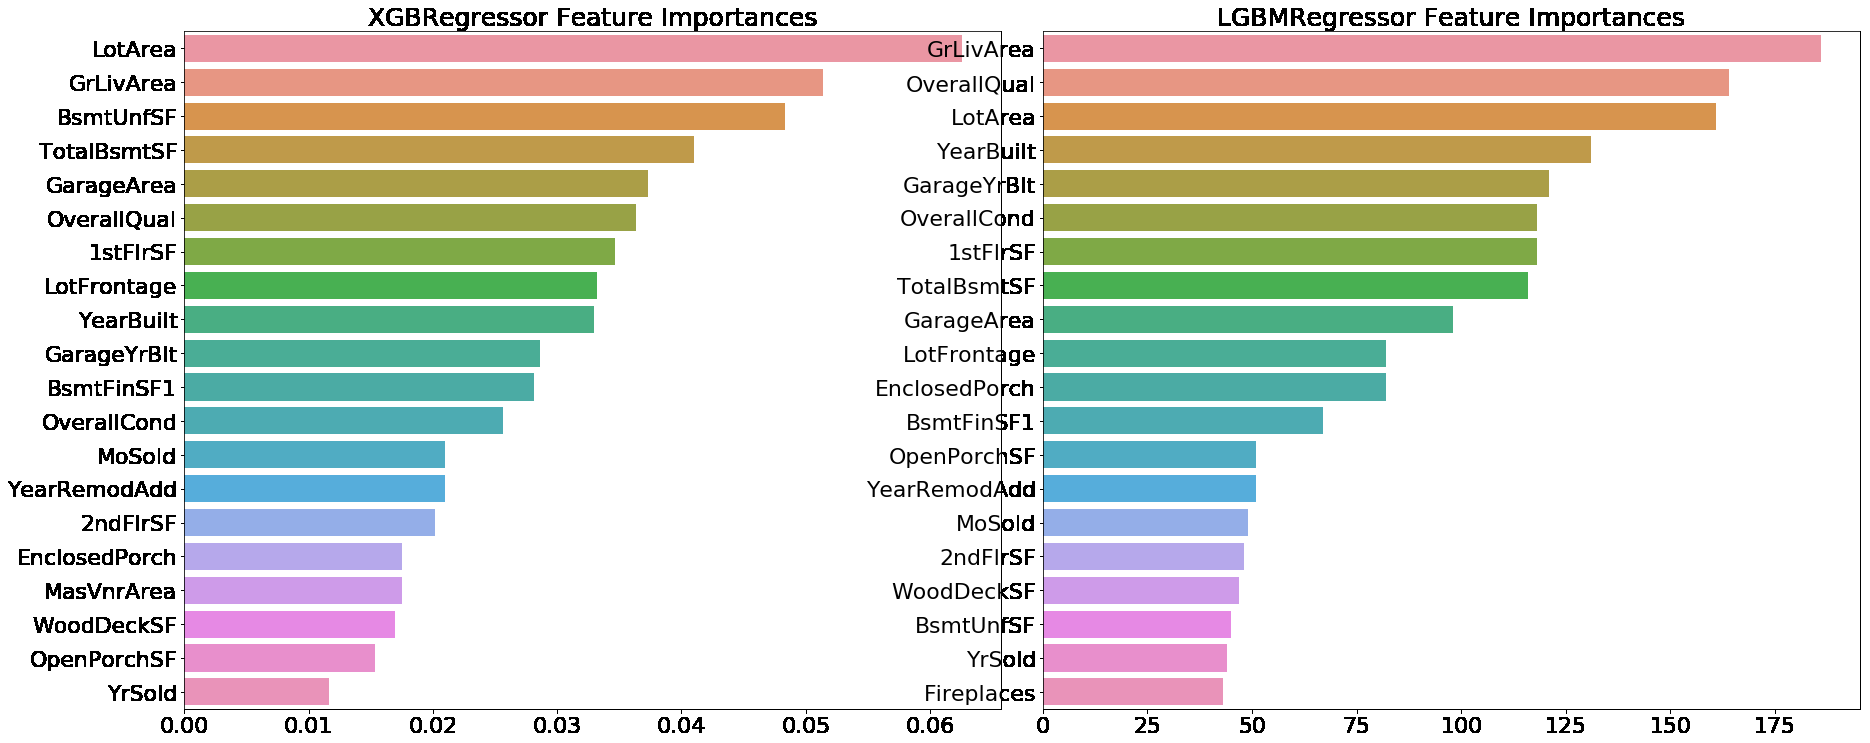 XGBRegressor Feature Importances
LotArea
GrLivArea
BsmtUnfSF
TotalBsmtSF
GarageArea
OverallQual
1stFlrSF
LotFrontage
YearBuilt
GarageYrBlt
BsmtFinSF1
OverallCond
MoSold
YearRemodAdd
2ndFlrSF
EnclosedPorch
MasVnrArea
WoodDeckSF
OpenPorchSF
YrSold
0.00 0.01 0.02 0.03 0.04 0.05 0.06
LGBMRegressor Feature Importances
GrLivArea
OverallQual
LotArea
YearBuilt
GarageYrBlt
OverallCond
1stFlrSF
TotalBsmtSF
GarageArea
LotFrontage
EnclosedPorch
BsmtFinSF1
OpenPorchSF
YearRemodAdd
MoSold
2ndFlrSF
WoodDeckSF
BsmtUnfSF
YrSold
Fireplaces
0 25 50 75 100 125 150 175